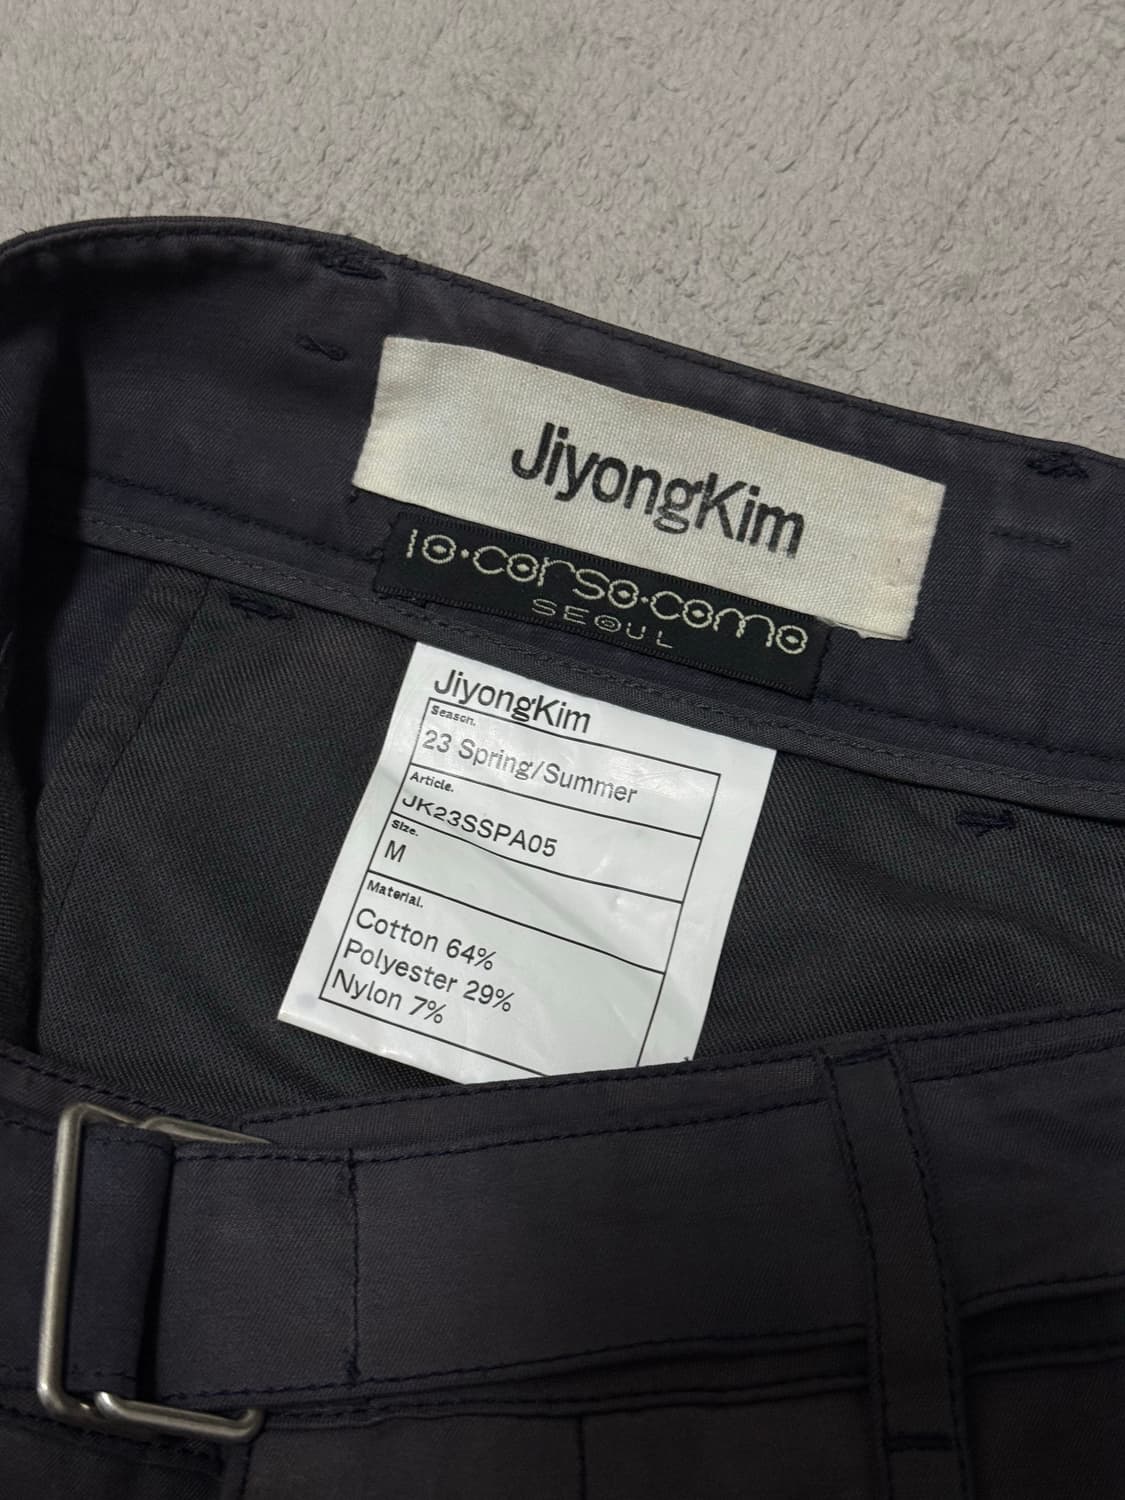 JiyongKim
10·corso·como
SEOUL
JiyongKim
Season.
23 Spring/Summer
Article.
JK23SSPA05
Size.
M
Material.
Cotton 64%
Polyester 29%
Nylon 7%